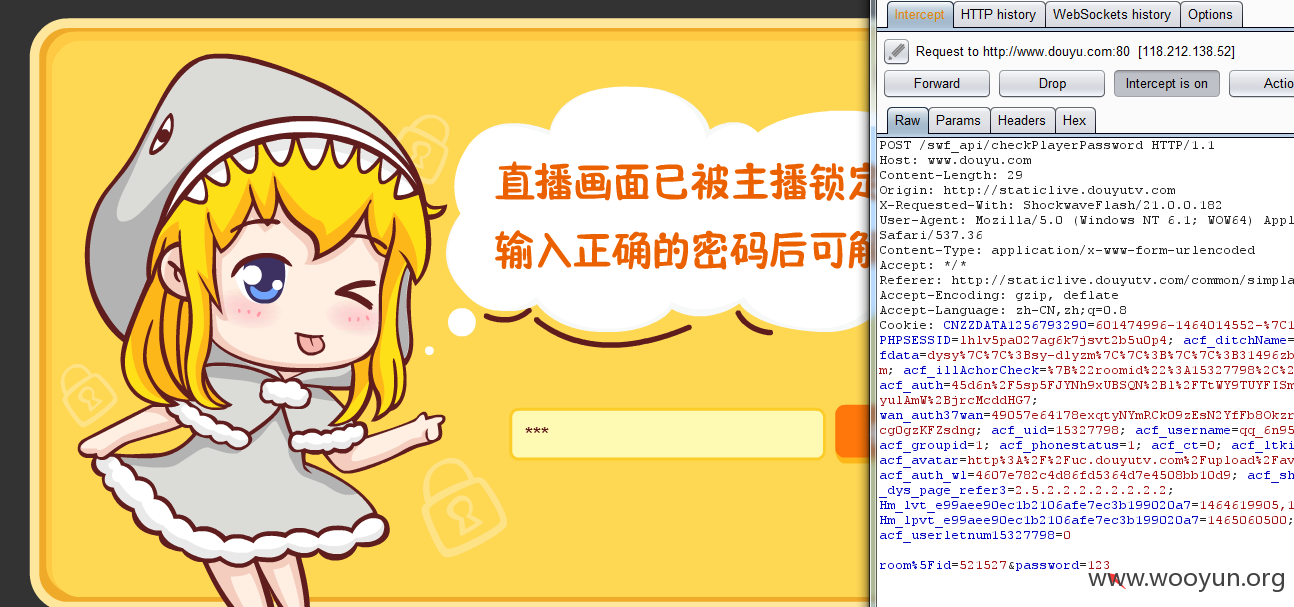 直播画面已被主播锁定
输入正确的密码后可解
***
Intercept HTTP history WebSockets history Options
Request to http://www.douyu.com:80 [118.212.138.52]
Forward Drop Intercept is on Actio
Raw Params Headers Hex
POST /swf_api/checkPlayerPassword HTTP/1.1
Host: www.douyu.com
Content-Length: 29
Origin: http://staticlive.douyutv.com
X-Requested-With: ShockwaveFlash/21.0.0.182
User-Agent: Mozilla/5.0 (Windows NT 6.1; WOW64) Appl
Safari/537.36
Content-Type: application/x-www-form-urlencoded
Accept: */*
Referer: http://staticlive.douyutv.com/common/simpla
Accept-Encoding: gzip, deflate
Accept-Language: zh-CN,zh;q=0.8
Cookie: CNZZDATA1256793290=601474996-1464014552-%7C1
PHPSESSID=lhlv5pa027ag6k7jsvt2b5u0p4; acf_ditchName=
fdata=dysy%7C%7C%3Bsy-dlyzm%7C%7C%3B%7C%7C%3B31496zb
m; acf_illAchorCheck=%7B%22roomid%22%3A15327798%2C%2
acf_auth=45d6n%2F5sp5FJYNh9xUBSQN%2Bl%2FTtWY9TUYFISm
yulAmW%2BjrcMcddHG7;
wan_auth37wan=49057e64178exqtyNYmRCk09zEsN2YfFb8Okzr
cgOgzKFZsdng; acf_uid=15327798; acf_username=qq_6n95
acf_groupid=1; acf_phonestatus=1; acf_ct=0; acf_ltki
acf_avatar=http%3A%2F%2Fuc.douyutv.com%2Fupload%2Fav
acf_auth_wl=4607e782c4d86fd5364d7e4508bb10d9; acf_sh
_dys_page_refer3=2.5.2.2.2.2.2.2.2.2;
Hm_lvt_e99aee90ec1b2106afe7ec3b199020a7=1464619905,1
Hm_lpvt_e99aee90ec1b2106afe7ec3b199020a7=1465060500;
acf_userletnum15327798=0
room%5Fid=521527&password=123
www.wooyun.org